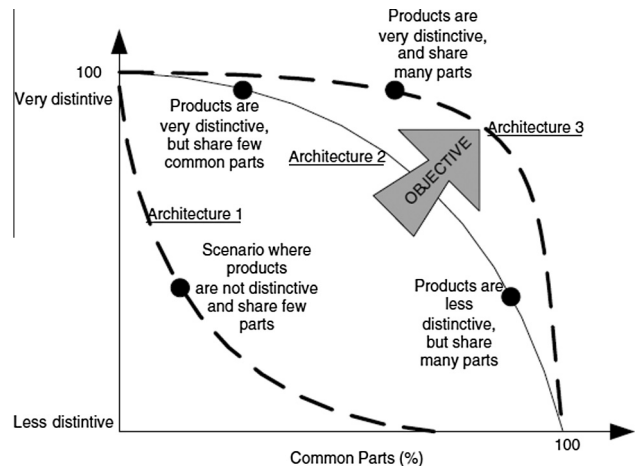 Products are
very distinctive,
and share
many parts
100
Very distintive
Products are
very distinctive,
but share few
common parts
Architecture 2
Architecture 3
OBJECTIVE
Architecture 1
Scenario where
products
are not distinctive
and share few
parts
Products are
less
distinctive,
but share
many parts
Less distintive
100
Common Parts (%)